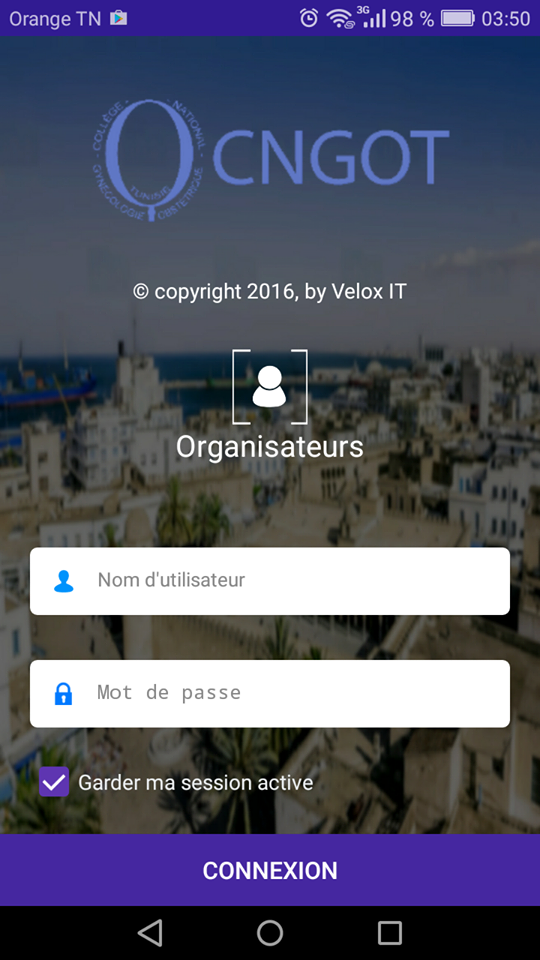 Orange TN
3G
98 %
03:50
COLLÈGE NATIONAL
GYNÉCOLOGIE OBSTÉTRIQUE
TUNISIE
CNGOT
© copyright 2016, by Velox IT
Organisateurs
Nom d'utilisateur
Mot de passe
Garder ma session active
CONNEXION